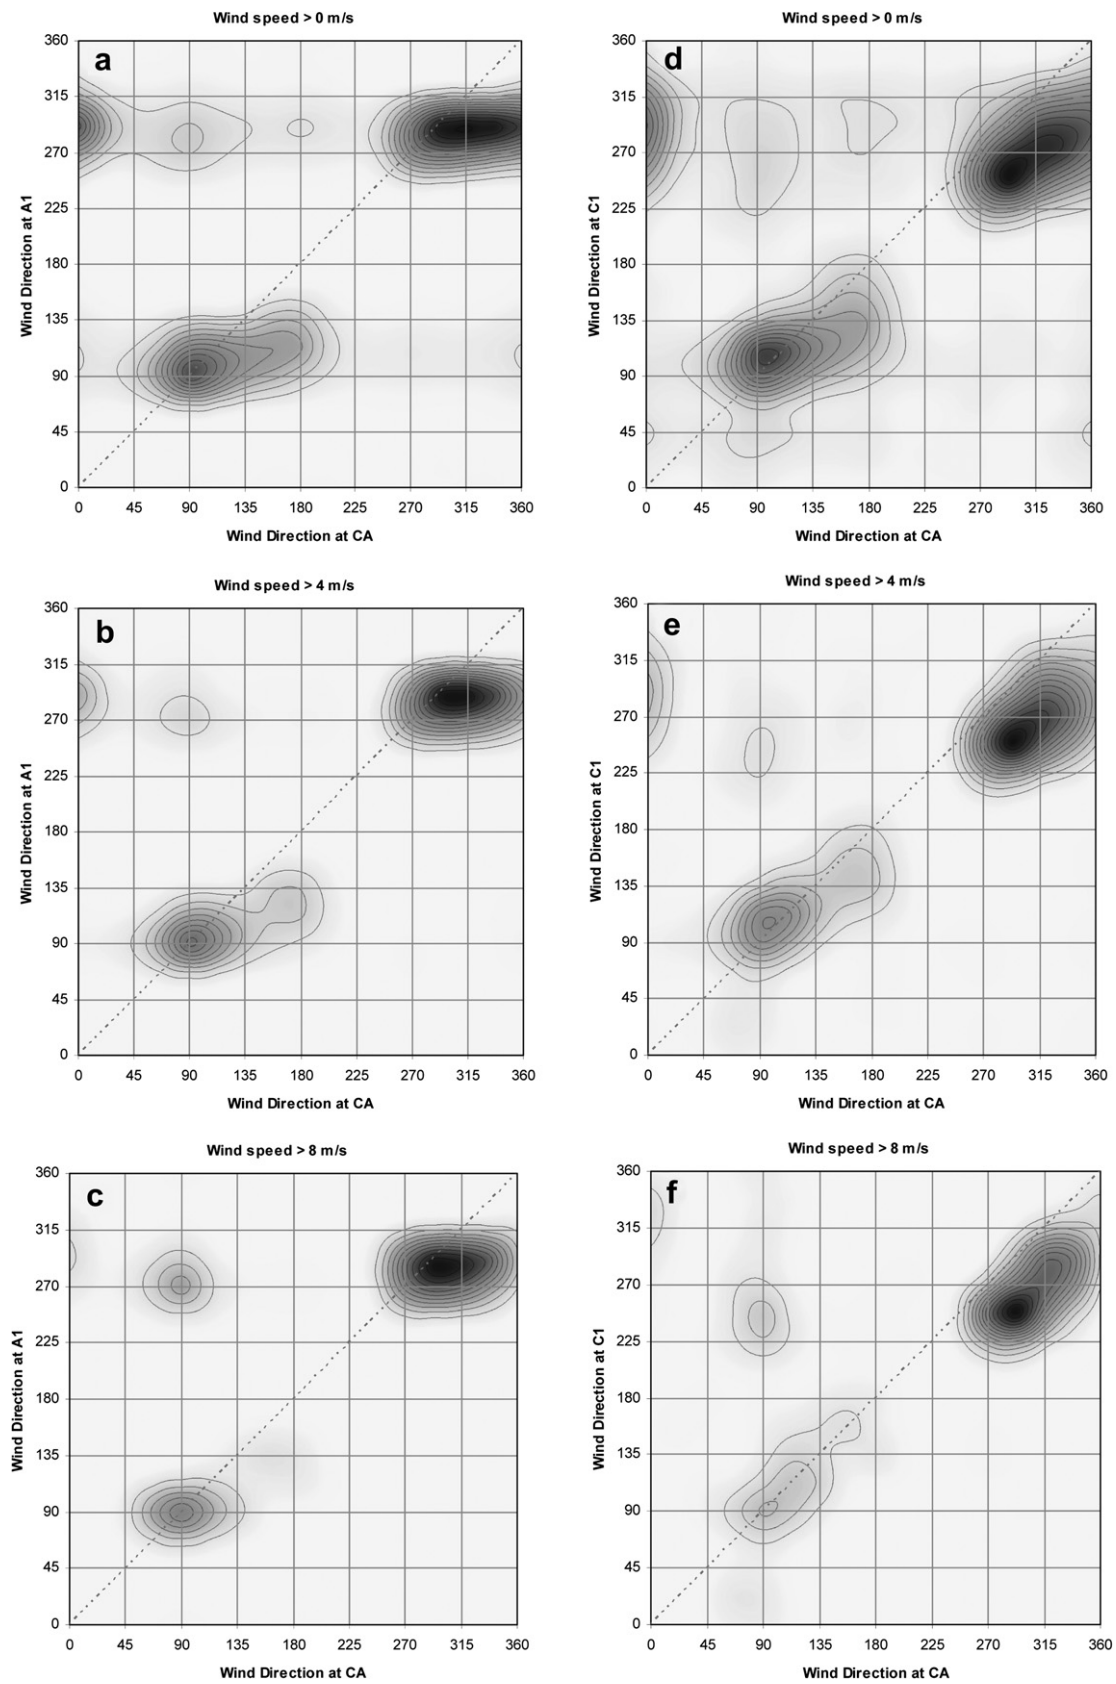 Wind speed > 0 m/s
a
Wind Direction at A1
360
315
270
225
180
135
90
45
0
0 45 90 135 180 225 270 315 360
Wind Direction at CA
Wind speed > 0 m/s
d
Wind Direction at C1
360
315
270
225
180
135
90
45
0
0 45 90 135 180 225 270 315 360
Wind Direction at CA
Wind speed > 4 m/s
b
Wind Direction at A1
360
315
270
225
180
135
90
45
0
0 45 90 135 180 225 270 315 360
Wind Direction at CA
Wind speed > 4 m/s
e
Wind Direction at C1
360
315
270
225
180
135
90
45
0
0 45 90 135 180 225 270 315 360
Wind Direction at CA
Wind speed > 8 m/s
c
Wind Direction at A1
360
315
270
225
180
135
90
45
0
0 45 90 135 180 225 270 315 360
Wind Direction at CA
Wind speed > 8 m/s
f
Wind Direction at C1
360
315
270
225
180
135
90
45
0
0 45 90 135 180 225 270 315 360
Wind Direction at CA